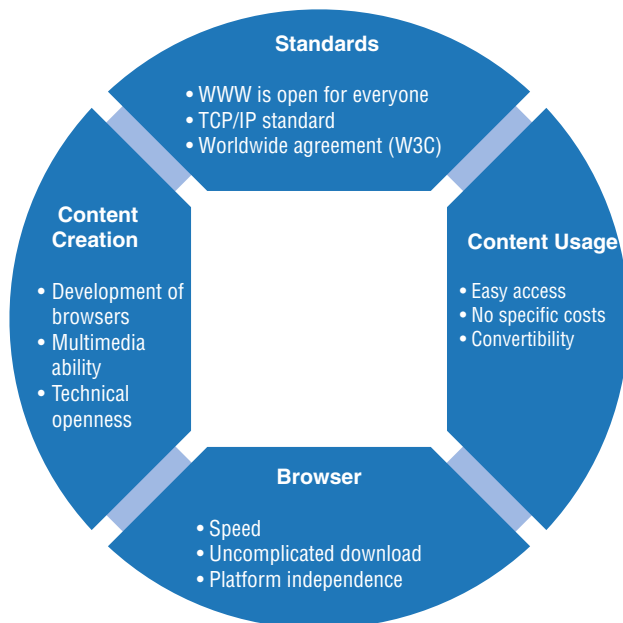 Standards
• WWW is open for everyone
• TCP/IP standard
• Worldwide agreement (W3C)
Content
Creation
• Development of
browsers
• Multimedia
ability
• Technical
openness
Content Usage
• Easy access
• No specific costs
• Convertibility
Browser
• Speed
• Uncomplicated download
• Platform independence